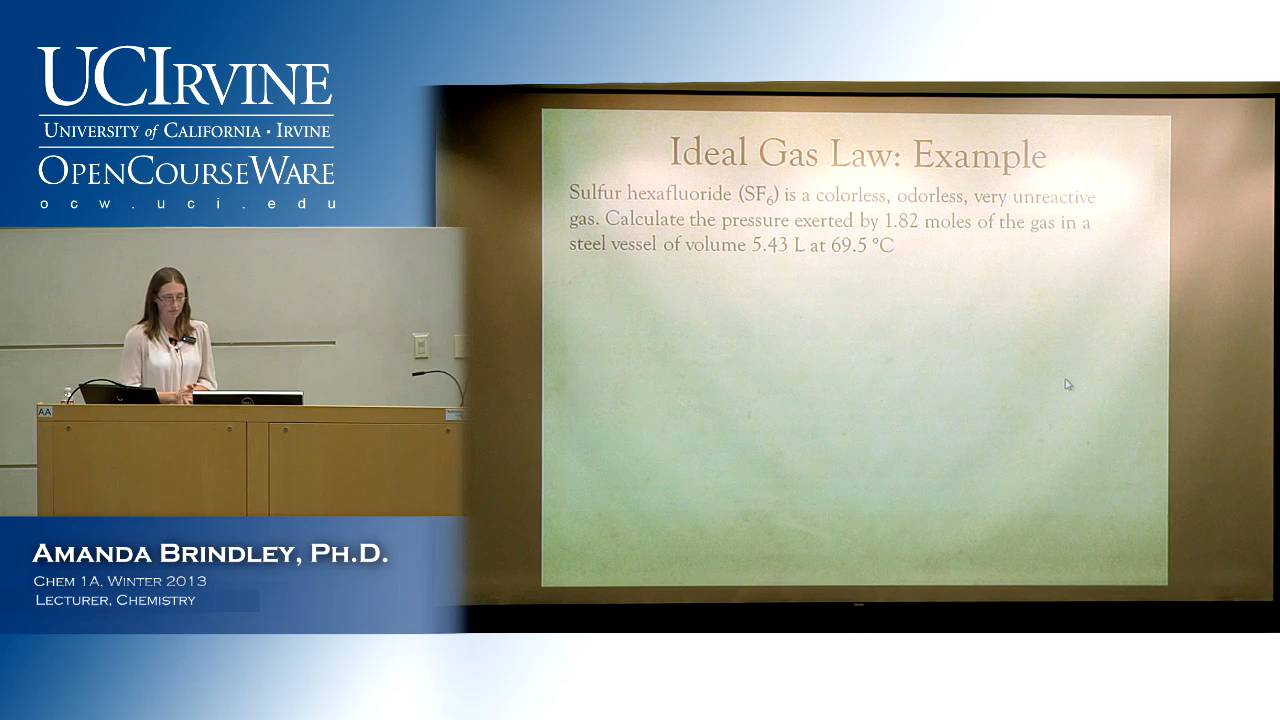 UCIRVINE
UNIVERSITY of CALIFORNIA · IRVINE
OPENCOURSEWARE
ocw.uci.edu
Ideal Gas Law: Example
Sulfur hexafluoride (SF6) is a colorless, odorless, very unreactive
gas. Calculate the pressure exerted by 1.82 moles of the gas in a
steel vessel of volume 5.43 L at 69.5 °C
AA
DELL
AMANDA BRINDLEY, PH.D.
CHEM 1A, WINTER 2013
LECTURER, CHEMISTRY